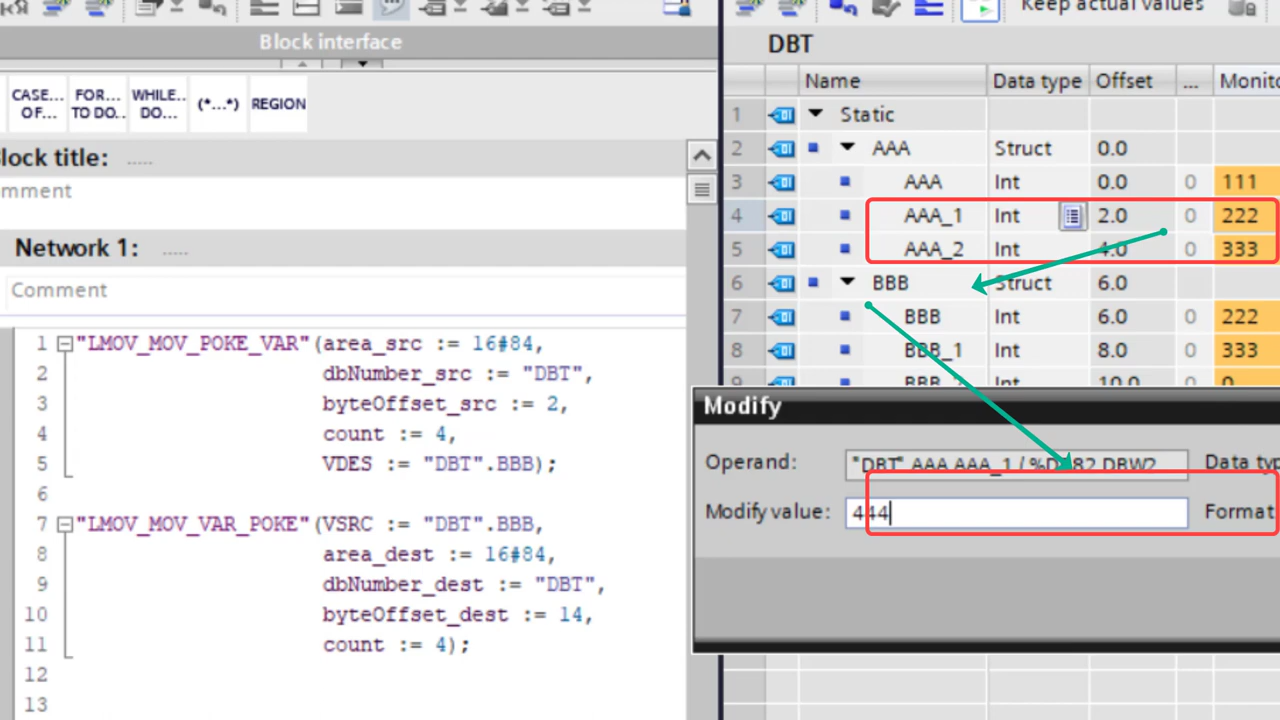 Block interface
CASE... OF...
FOR... TO DO..
WHILE.. DO...
(*...*)
REGION
lock title: .....
mment
Network 1: .....
Comment
1 "LMOV_MOV_POKE_VAR"(area_src := 16#84,
2 dbNumber_src := "DBT",
3 byteOffset_src := 2,
4 count := 4,
5 VDES := "DBT".BBB);
6
7 "LMOV_MOV_VAR_POKE"(VSRC := "DBT".BBB,
8 area_dest := 16#84,
9 dbNumber_dest := "DBT",
10 byteOffset_dest := 14,
11 count := 4);
12
13
Keep actual values
DBT
Name Data type Offset ... Monito
1 Static
2 AAA Struct 0.0
3 AAA Int 0.0 0 111
4 AAA_1 Int 2.0 0 222
5 AAA_2 Int 4.0 0 333
6 BBB Struct 6.0
7 BBB Int 6.0 0 222
8 BBB_1 Int 8.0 0 333
9 Int 10.0 0 0
Modify
Operand: "DBT".AAA.AAA_1 / Data typ
Modify value: 444 Format